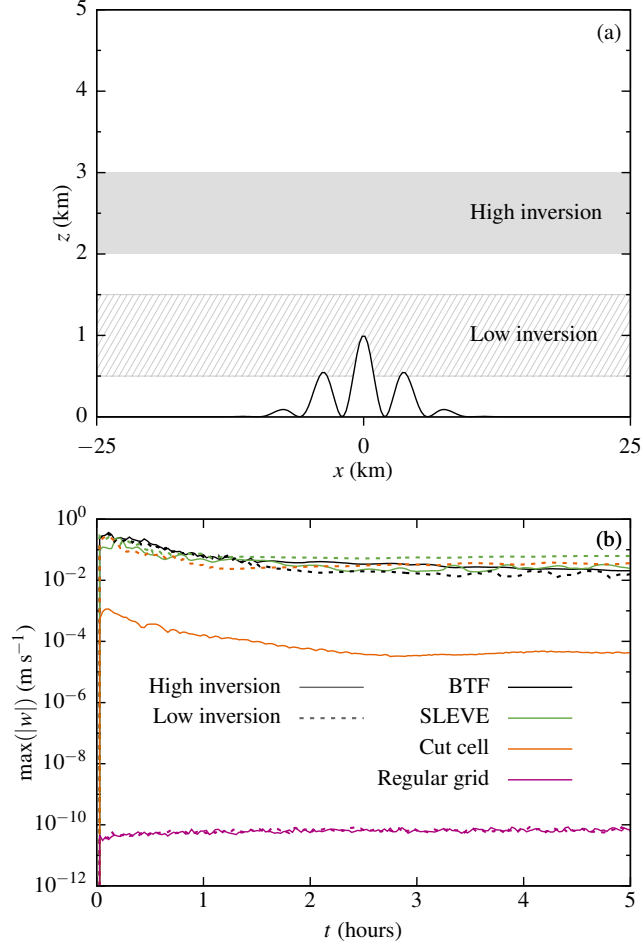 (a)
5
4
3
2
1
0
z (km)
High inversion
Low inversion
−25
0
25
x (km)
(b)
10^0
10^−2
10^−4
10^−6
10^−8
10^−10
10^−12
max(|w|) (m s^−1)
High inversion
Low inversion
BTF
SLEVE
Cut cell
Regular grid
0
1
2
3
4
5
t (hours)